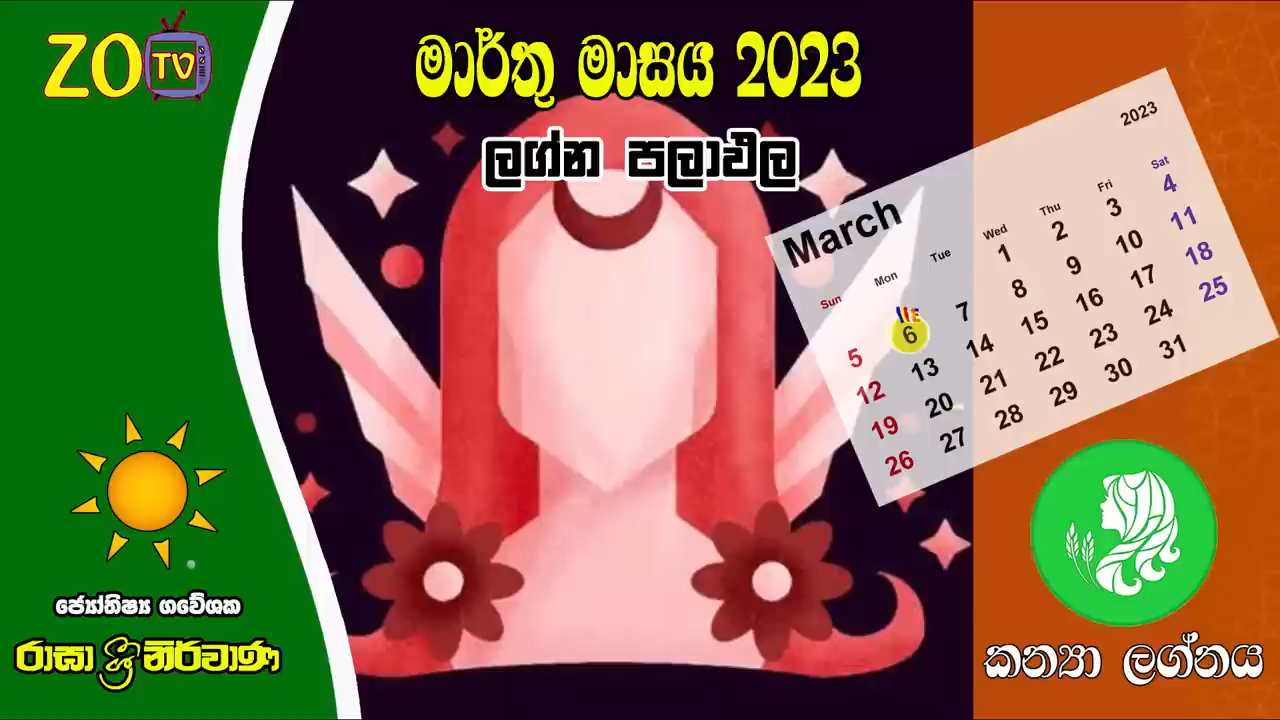 ZO TV
මාර්තු මාසය 2023
ලග්න පලාඵල
2023
March
Sun Mon Tue Wed Thu Fri Sat
1 2 3 4
5 6 7 8 9 10 11
12 13 14 15 16 17 18
19 20 21 22 23 24 25
26 27 28 29 30 31
ජ්‍යෝතිෂ්‍ය ගවේශක
රාසා ශ්‍රී නිර්වාණ
කන්‍යා ලග්නය